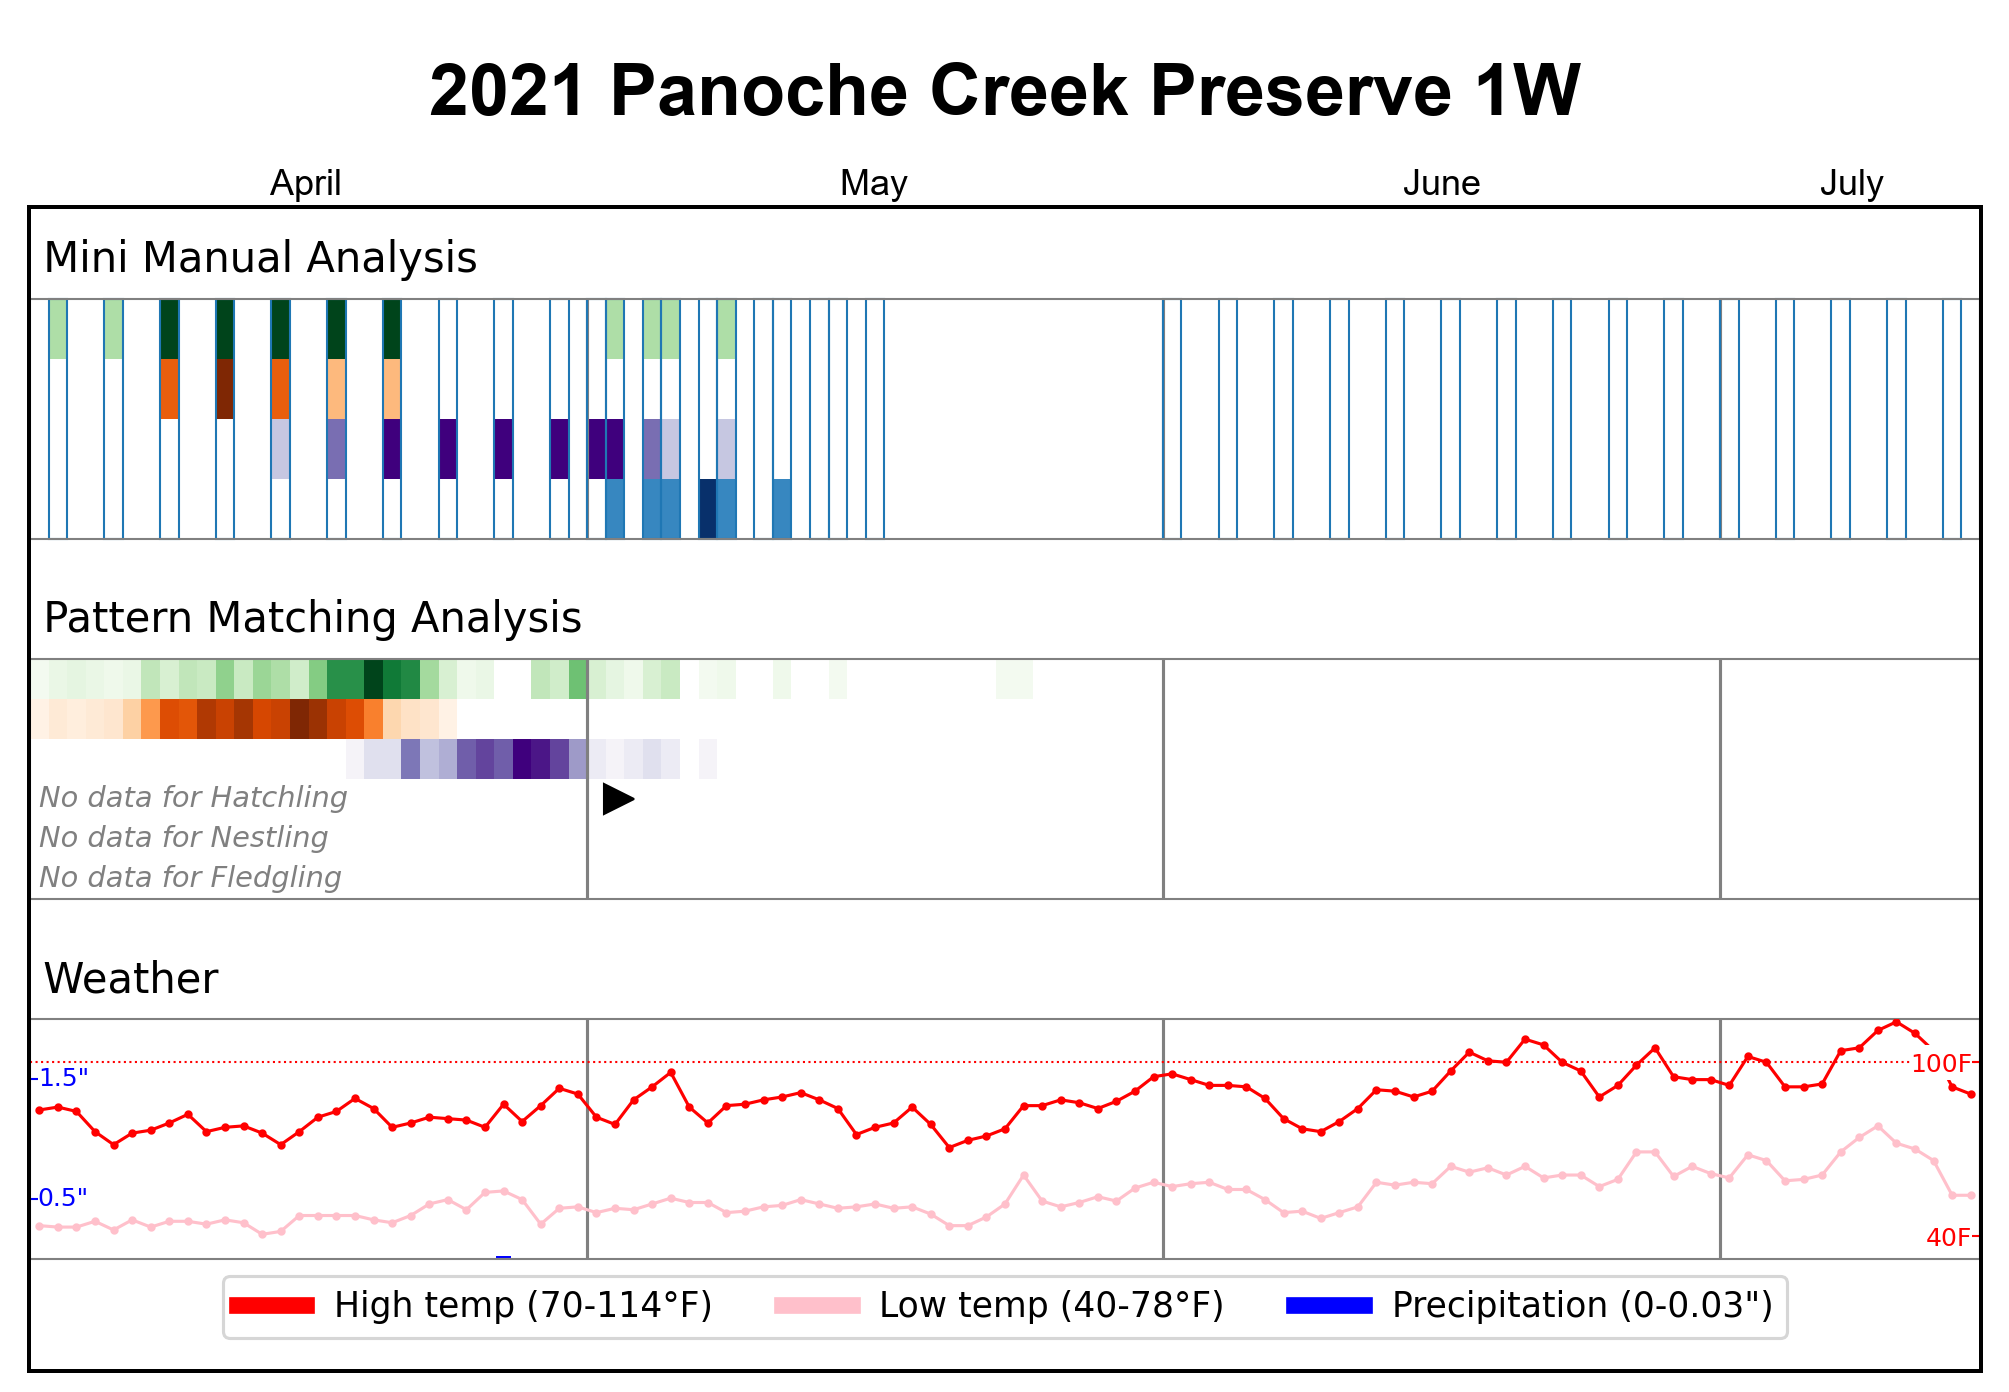 2021 Panoche Creek Preserve 1W
April May June July
Mini Manual Analysis
Pattern Matching Analysis
No data for Hatchling
No data for Nestling
No data for Fledgling
Weather
100F
1.5"
0.5"
40F
High temp (70-114°F) Low temp (40-78°F) Precipitation (0-0.03")